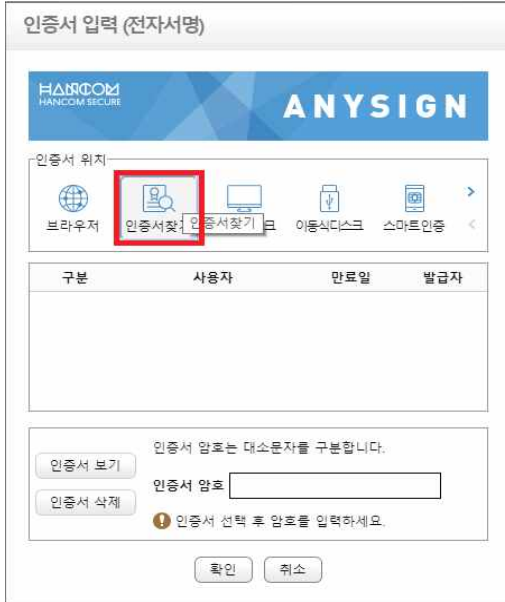 인증서 입력 (전자서명)
HANCOM
HANCOM SECURE
ANYSIGN
인증서 위치
브라우저
인증서찾기
인증서찾기
이동식디스크
스마트인증
구분 사용자 만료일 발급자
인증서 보기
인증서 삭제
인증서 암호는 대소문자를 구분합니다.
인증서 암호
인증서 선택 후 암호를 입력하세요.
확인 취소